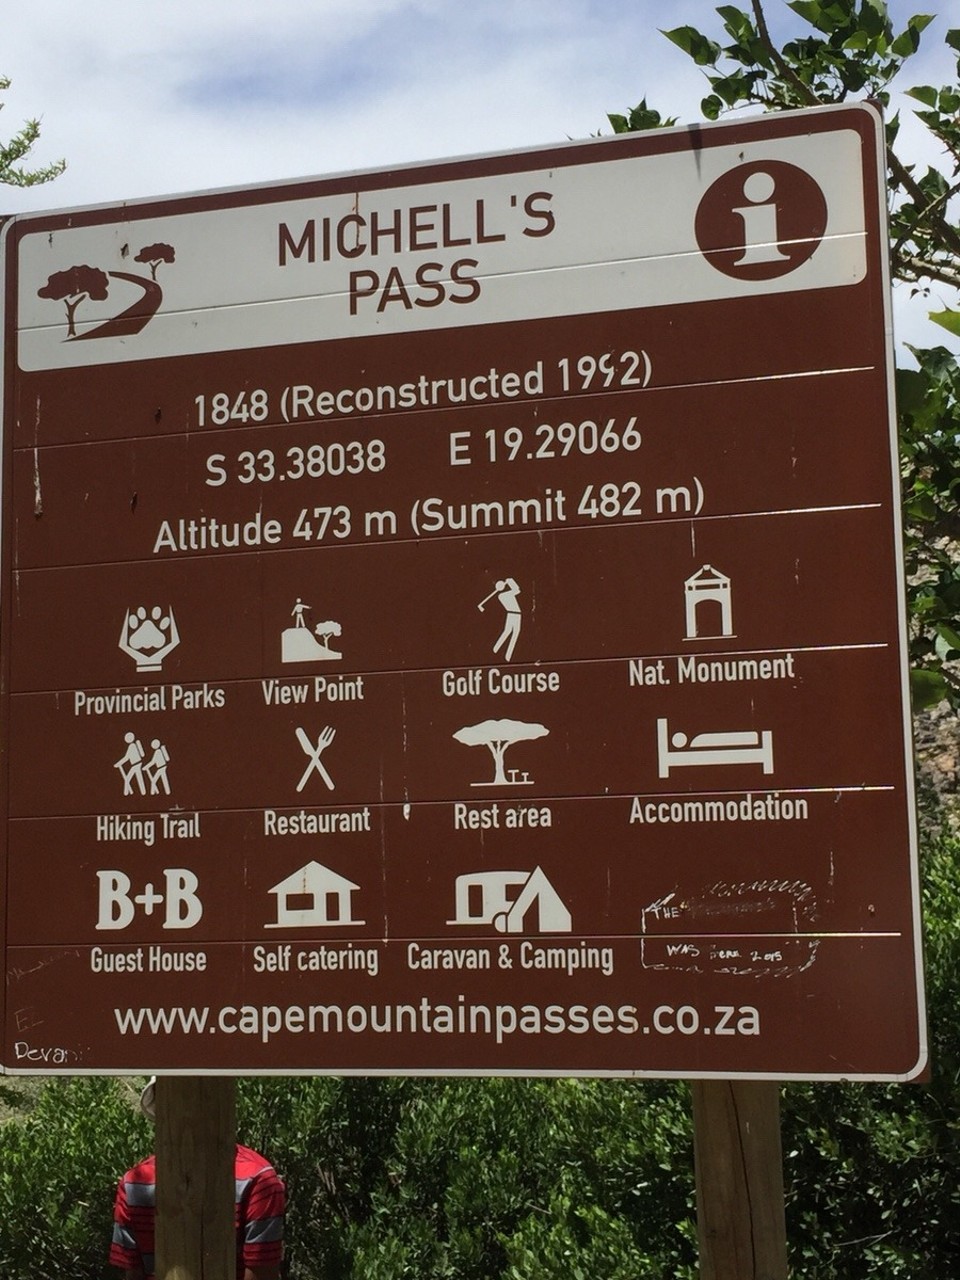 MICHELL'S
PASS
i
1848 (Reconstructed 1992)
S 33.38038 E 19.29066
Altitude 473 m (Summit 482 m)
Provincial Parks
View Point
Golf Course
Nat. Monument
Hiking Trail
Restaurant
Rest area
Accommodation
B+B
Guest House
Self catering
Caravan & Camping
THE
WAS HERE 2015
www.capemountainpasses.co.za